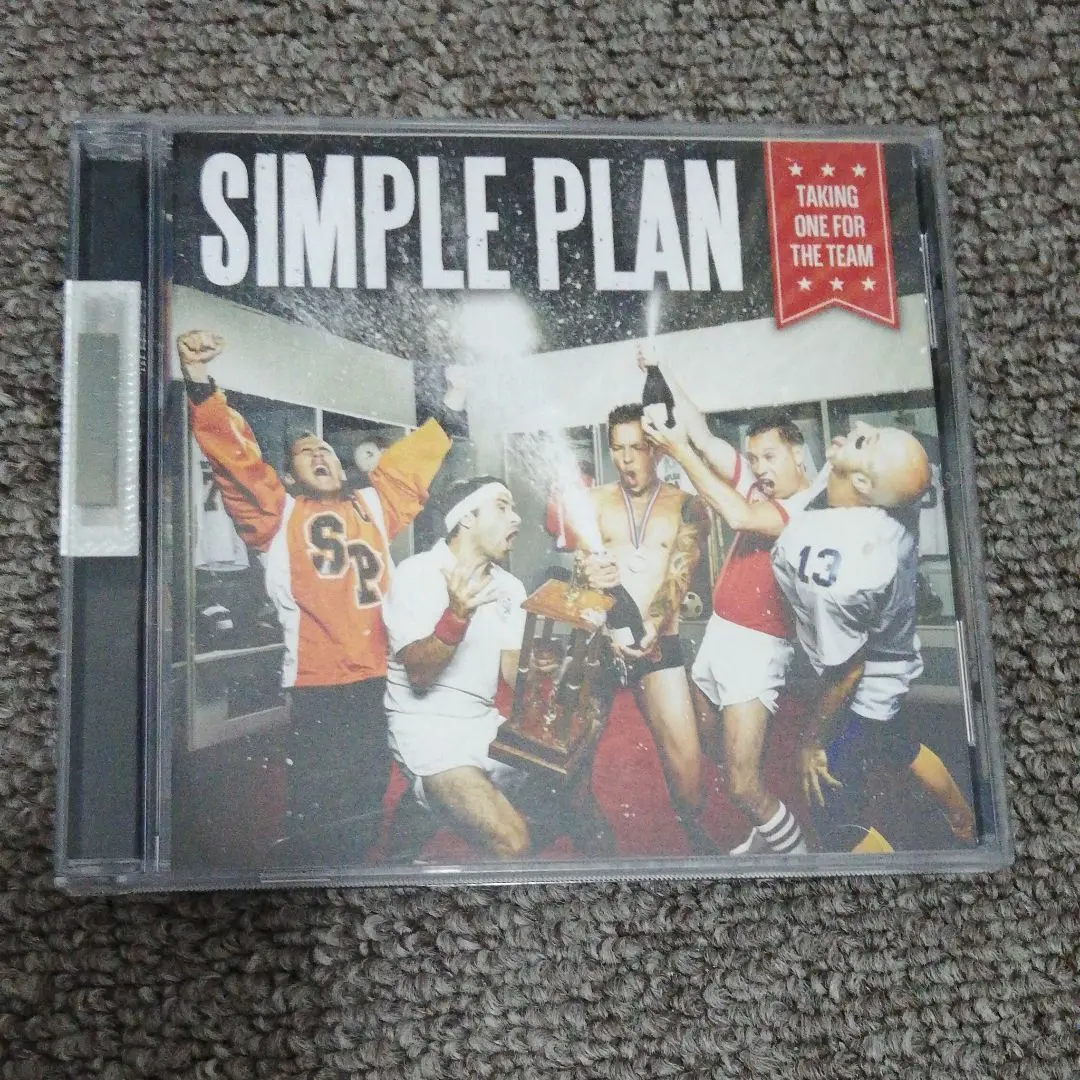 SIMPLE PLAN
TAKING
ONE FOR
THE TEAM
SP
13